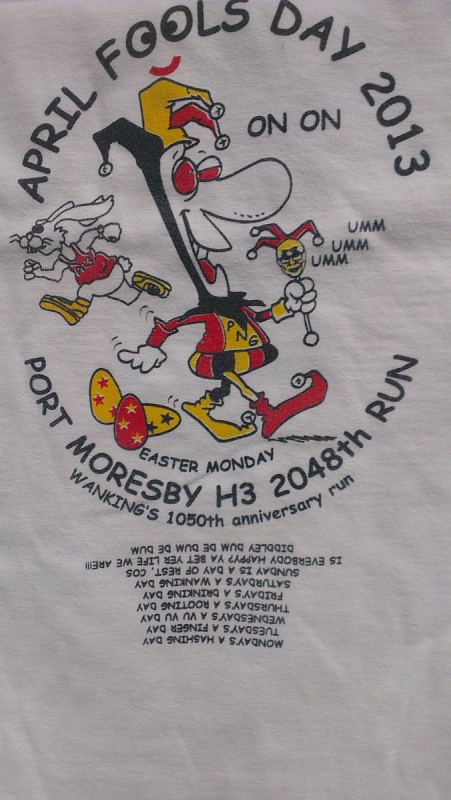 APRIL FOOLS DAY 2013
ON ON
UMM
UMM
UMM
PNG
EASTER MONDAY
PORT MORESBY H3 2048th RUN
WANKING'S 1050th anniversary run
MONDAY'S A HASHING DAY
TUESDAY'S A FINGER DAY
WEDNESDAY'S A VU VU DAY
THURSDAY'S A ROOTING DAY
FRIDAY'S A DRINKING DAY
SATURDAY'S A WANKING DAY
SUNDAY IS A DAY OF REST, COS
IS EVERYBODY HAPPY? YA BET YER LIFE WE ARE!!!
DIDDLEY DUM DE DUM DE DUM